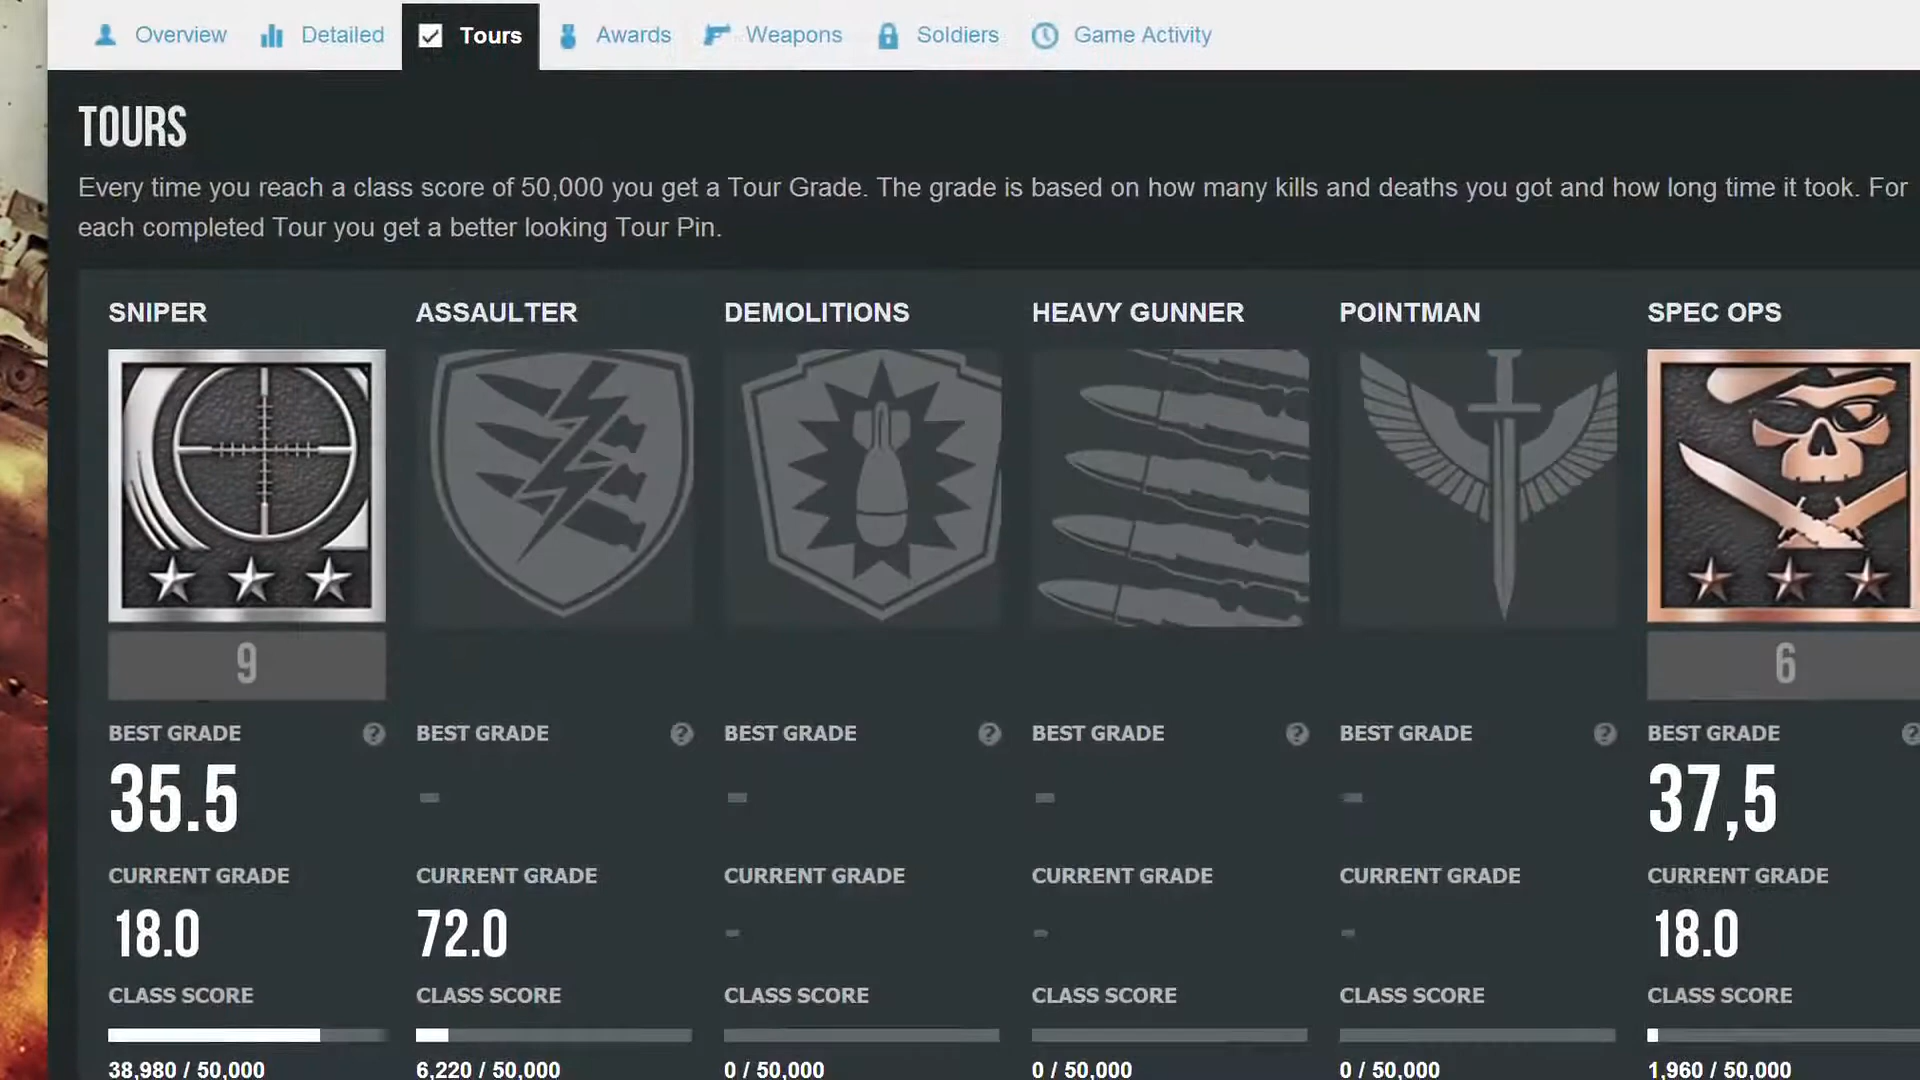 Overview Detailed Tours Awards Weapons Soldiers Game Activity
TOURS
Every time you reach a class score of 50,000 you get a Tour Grade. The grade is based on how many kills and deaths you got and how long time it took. For
each completed Tour you get a better looking Tour Pin.
SNIPER ASSAULTER DEMOLITIONS HEAVY GUNNER POINTMAN SPEC OPS
9 6
BEST GRADE ? BEST GRADE ? BEST GRADE ? BEST GRADE ? BEST GRADE ? BEST GRADE ?
35.5 - - - - 37,5
CURRENT GRADE CURRENT GRADE CURRENT GRADE CURRENT GRADE CURRENT GRADE CURRENT GRADE
18.0 72.0 - - - 18.0
CLASS SCORE CLASS SCORE CLASS SCORE CLASS SCORE CLASS SCORE CLASS SCORE
38,980 / 50,000 6,220 / 50,000 0 / 50,000 0 / 50,000 0 / 50,000 1,960 / 50,000